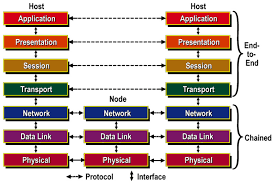 Host Host
Application Application
Presentation Presentation
Session Session
End-to-End
Transport Node Transport
Network Network Network
Data Link Data Link Data Link
Chained
Physical Physical Physical
Protocol Interface